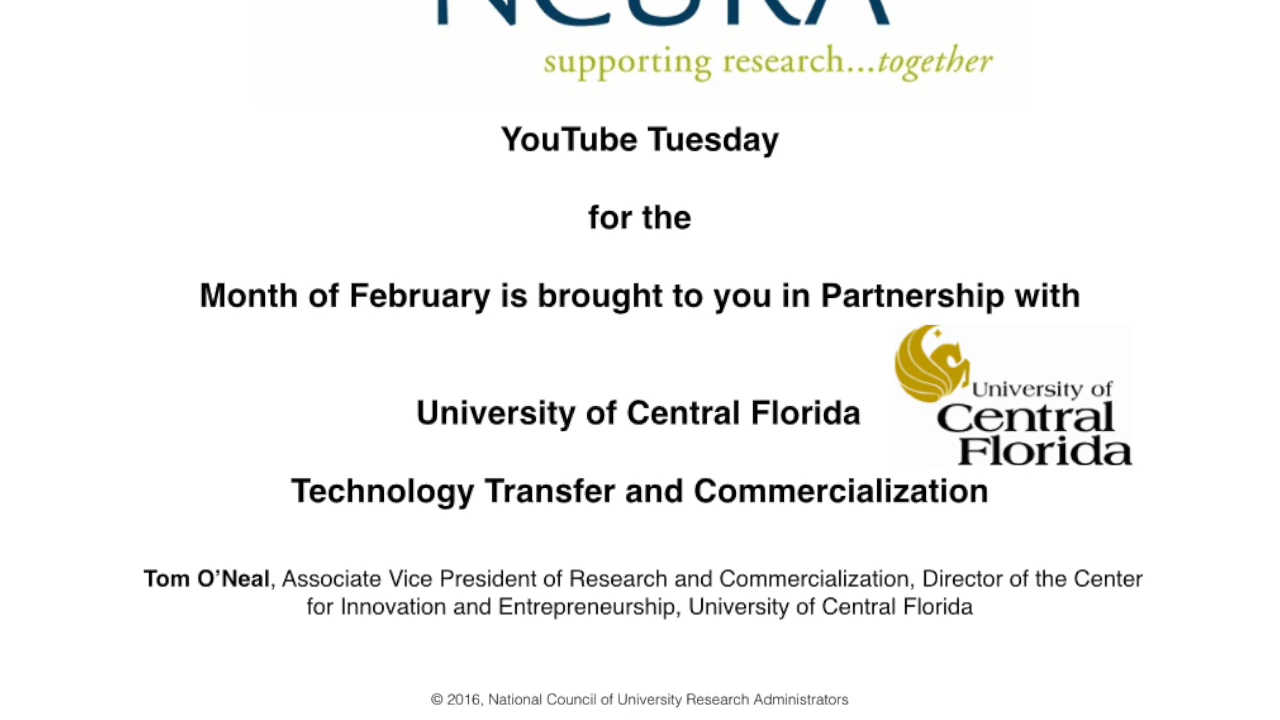 NCURA
supporting research...together
YouTube Tuesday
for the
Month of February is brought to you in Partnership with
University of
Central
Florida
University of Central Florida
Technology Transfer and Commercialization
Tom O’Neal, Associate Vice President of Research and Commercialization, Director of the Center
for Innovation and Entrepreneurship, University of Central Florida
© 2016, National Council of University Research Administrators